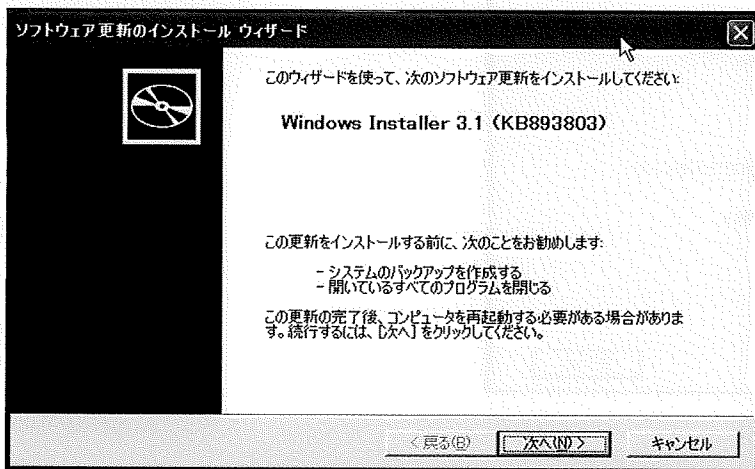 ソフトウェア更新のインストール ウィザード
このウィザードを使って、次のソフトウェア更新をインストールしてください:
Windows Installer 3.1 (KB893803)
この更新をインストールする前に、次のことをお勧めします:
- システムのバックアップを作成する
- 開いているすべてのプログラムを閉じる
この更新の完了後、コンピュータを再起動する必要がある場合がありま
す。続行するには、[次へ] をクリックしてください。
< 戻る(B) 次へ(N) > キャンセル